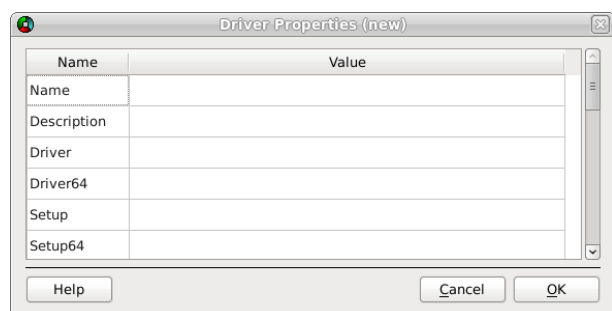 Driver Properties (new)
Name Value
Name
Description
Driver
Driver64
Setup
Setup64
Help Cancel OK